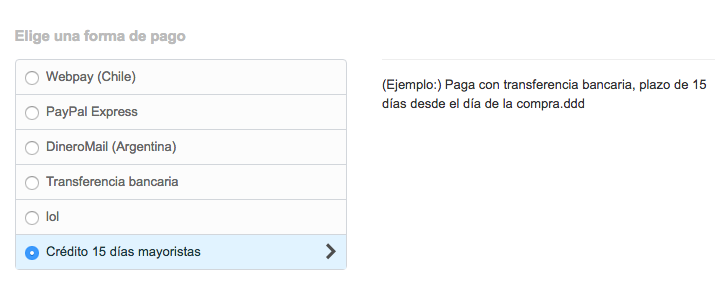 Elige una forma de pago
Webpay (Chile)
PayPal Express
DineroMail (Argentina)
Transferencia bancaria
lol
Crédito 15 días mayoristas
(Ejemplo:) Paga con transferencia bancaria, plazo de 15
días desde el día de la compra.ddd